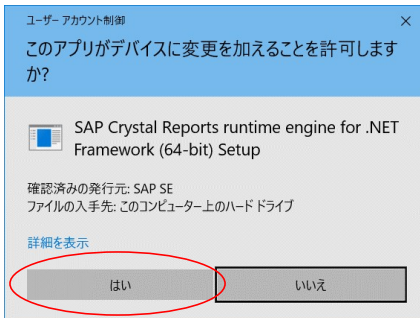 ユーザー アカウント制御
このアプリがデバイスに変更を加えることを許可します
か?
SAP Crystal Reports runtime engine for .NET
Framework (64-bit) Setup
確認済みの発行元: SAP SE
ファイルの入手先: このコンピューター上のハード ドライブ
詳細を表示
はい
いいえ